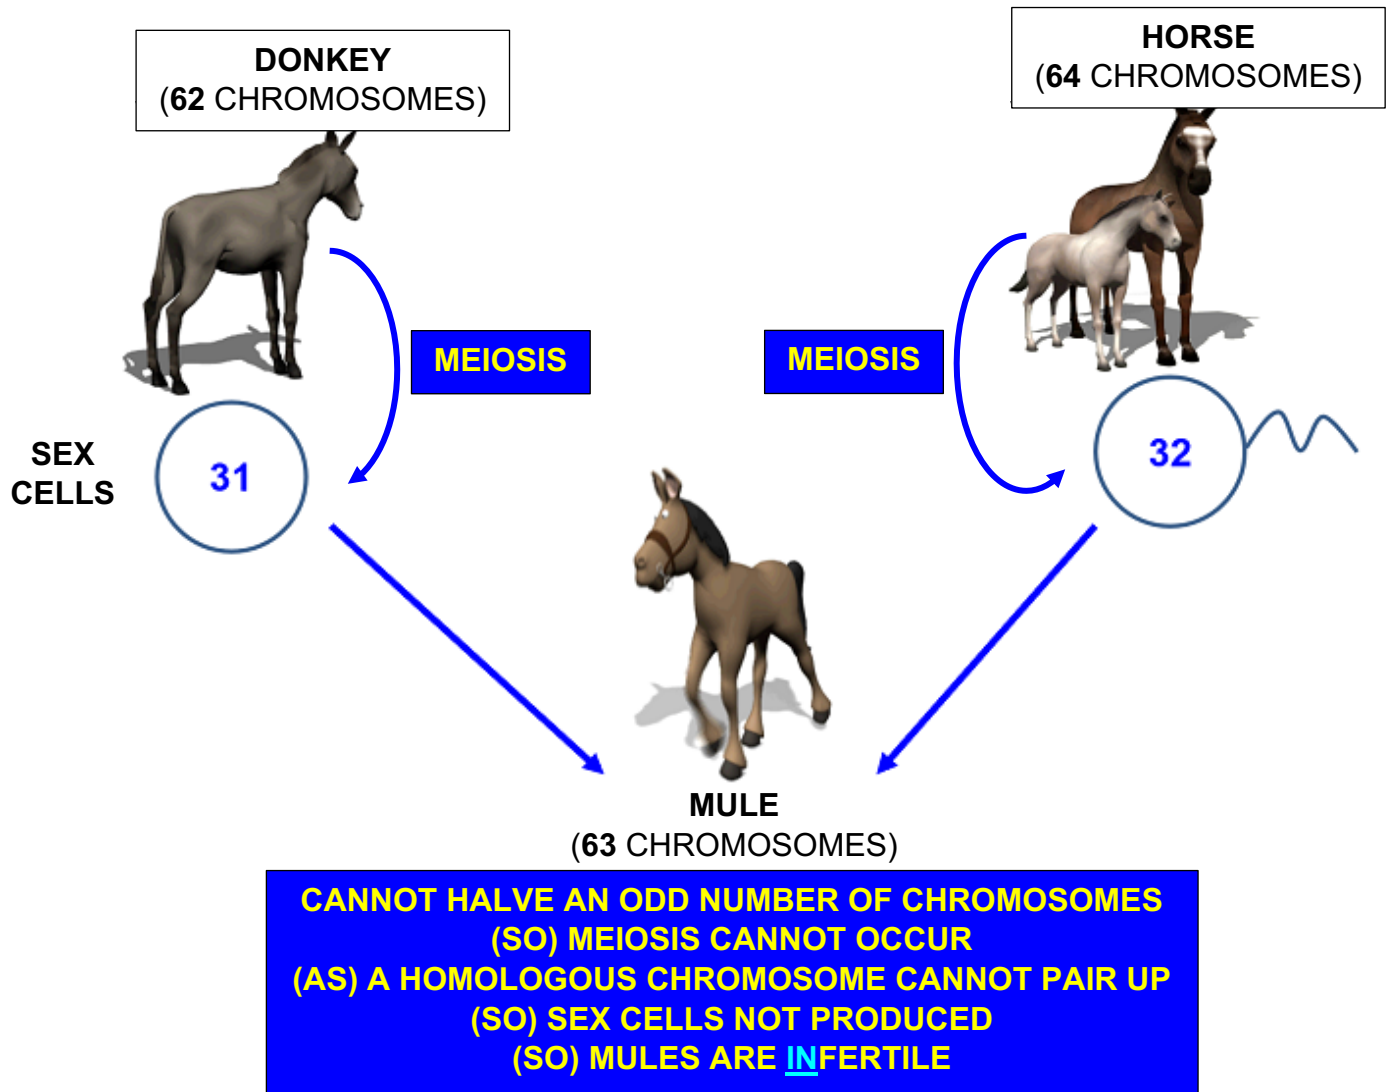 DONKEY
(62 CHROMOSOMES)
HORSE
(64 CHROMOSOMES)
MEIOSIS
MEIOSIS
SEX
CELLS
31
32
MULE
(63 CHROMOSOMES)
CANNOT HALVE AN ODD NUMBER OF CHROMOSOMES
(SO) MEIOSIS CANNOT OCCUR
(AS) A HOMOLOGOUS CHROMOSOME CANNOT PAIR UP
(SO) SEX CELLS NOT PRODUCED
(SO) MULES ARE INFERTILE